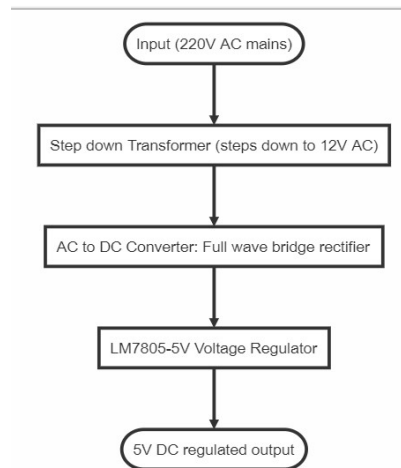 Input (220V AC mains)
Step down Transformer (steps down to 12V AC)
AC to DC Converter: Full wave bridge rectifier
LM7805-5V Voltage Regulator
5V DC regulated output